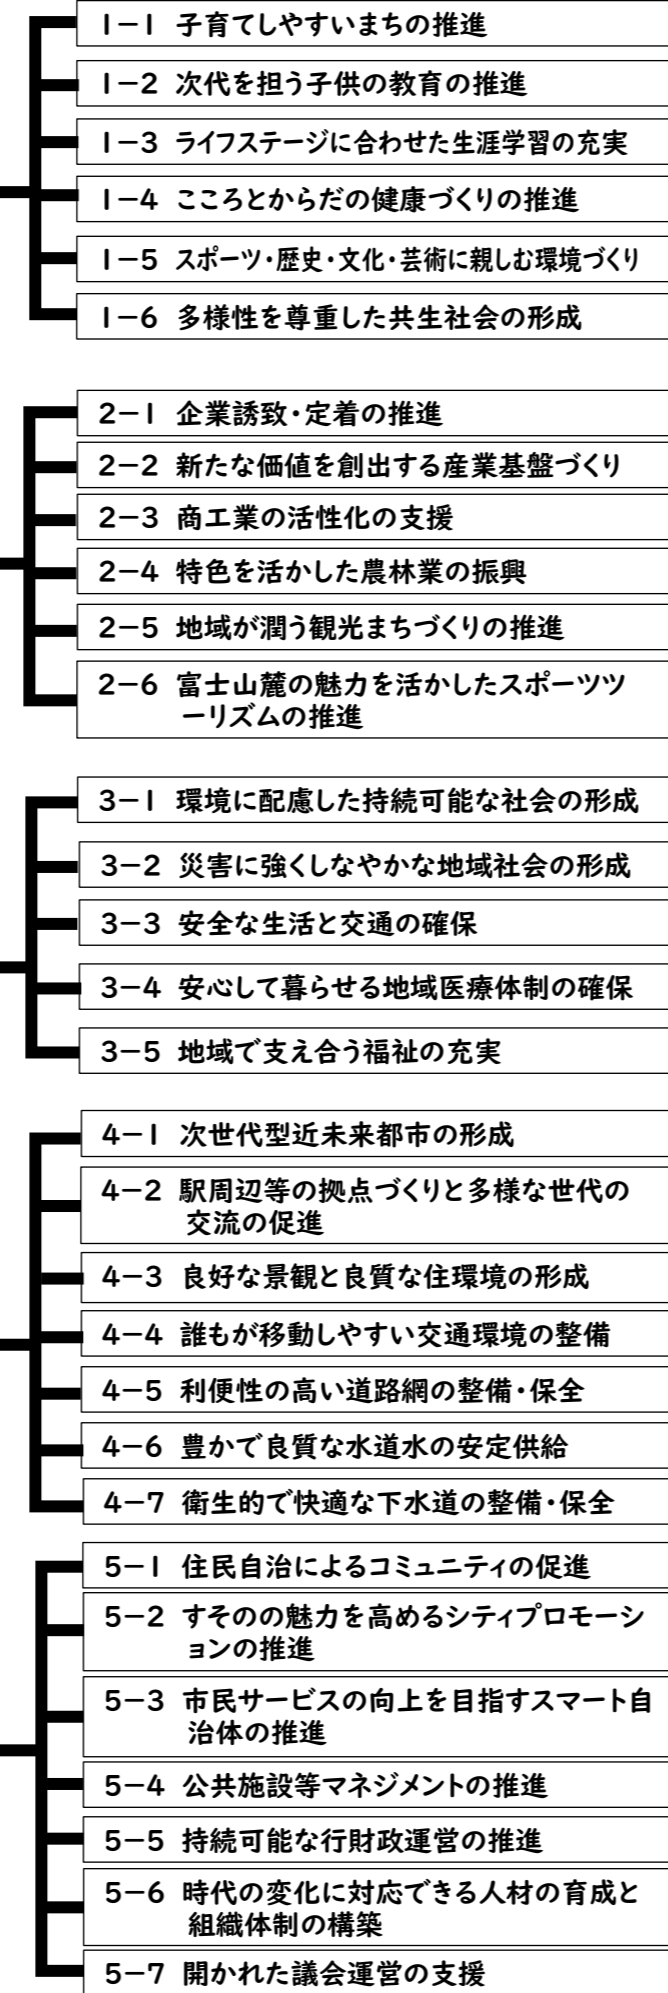 1－1 子育てしやすいまちの推進
1－2 次代を担う子供の教育の推進
1－3 ライフステージに合わせた生涯学習の充実
1－4 こころとからだの健康づくりの推進
1－5 スポーツ・歴史・文化・芸術に親しむ環境づくり
1－6 多様性を尊重した共生社会の形成
2－1 企業誘致・定着の推進
2－2 新たな価値を創出する産業基盤づくり
2－3 商工業の活性化の支援
2－4 特色を活かした農林業の振興
2－5 地域が潤う観光まちづくりの推進
2－6 富士山麓の魅力を活かしたスポーツツ
ーリズムの推進
3－1 環境に配慮した持続可能な社会の形成
3－2 災害に強くしなやかな地域社会の形成
3－3 安全な生活と交通の確保
3－4 安心して暮らせる地域医療体制の確保
3－5 地域で支え合う福祉の充実
4－1 次世代型近未来都市の形成
4－2 駅周辺等の拠点づくりと多様な世代の
交流の促進
4－3 良好な景観と良質な住環境の形成
4－4 誰もが移動しやすい交通環境の整備
4－5 利便性の高い道路網の整備・保全
4－6 豊かで良質な水道水の安定供給
4－7 衛生的で快適な下水道の整備・保全
5－1 住民自治によるコミュニティの促進
5－2 すそのの魅力を高めるシティプロモーシ
ョンの推進
5－3 市民サービスの向上を目指すスマート自
治体の推進
5－4 公共施設等マネジメントの推進
5－5 持続可能な行財政運営の推進
5－6 時代の変化に対応できる人材の育成と
組織体制の構築
5－7 開かれた議会運営の支援